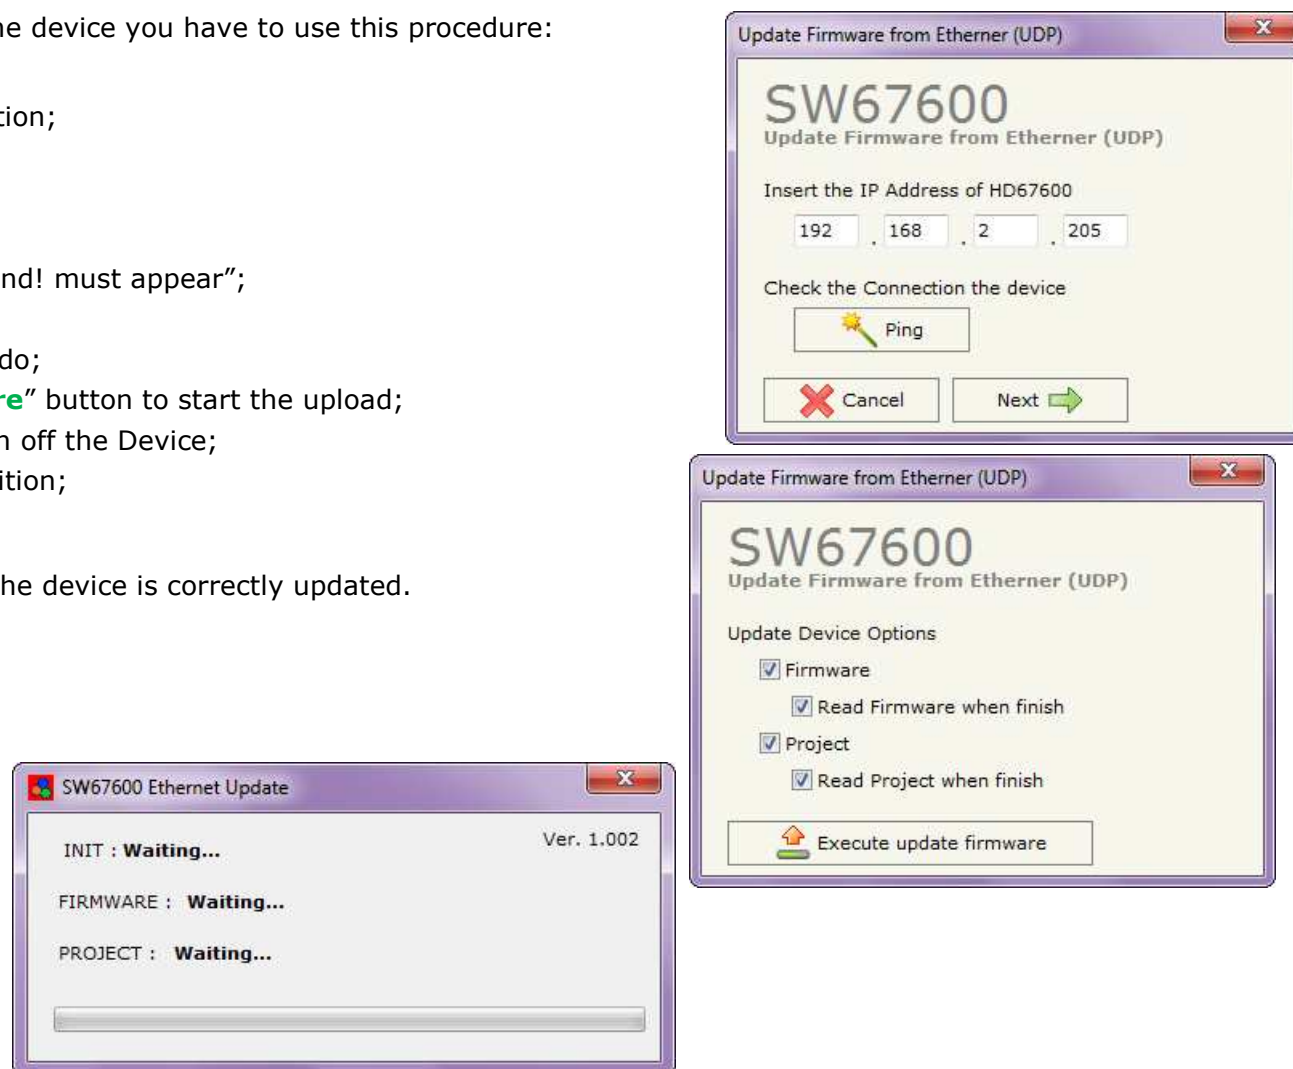 he device you have to use this procedure:
tion;
nd! must appear”;
do;
re” button to start the upload;
n off the Device;
ition;
he device is correctly updated.
Update Firmware from Etherner (UDP)
SW67600
Update Firmware from Etherner (UDP)
Insert the IP Address of HD67600
192 . 168 . 2 . 205
Check the Connection the device
Ping
Cancel Next
Update Firmware from Etherner (UDP)
SW67600
Update Firmware from Etherner (UDP)
Update Device Options
Firmware
Read Firmware when finish
Project
Read Project when finish
Execute update firmware
SW67600 Ethernet Update
Ver. 1.002
INIT : Waiting...
FIRMWARE : Waiting...
PROJECT : Waiting...